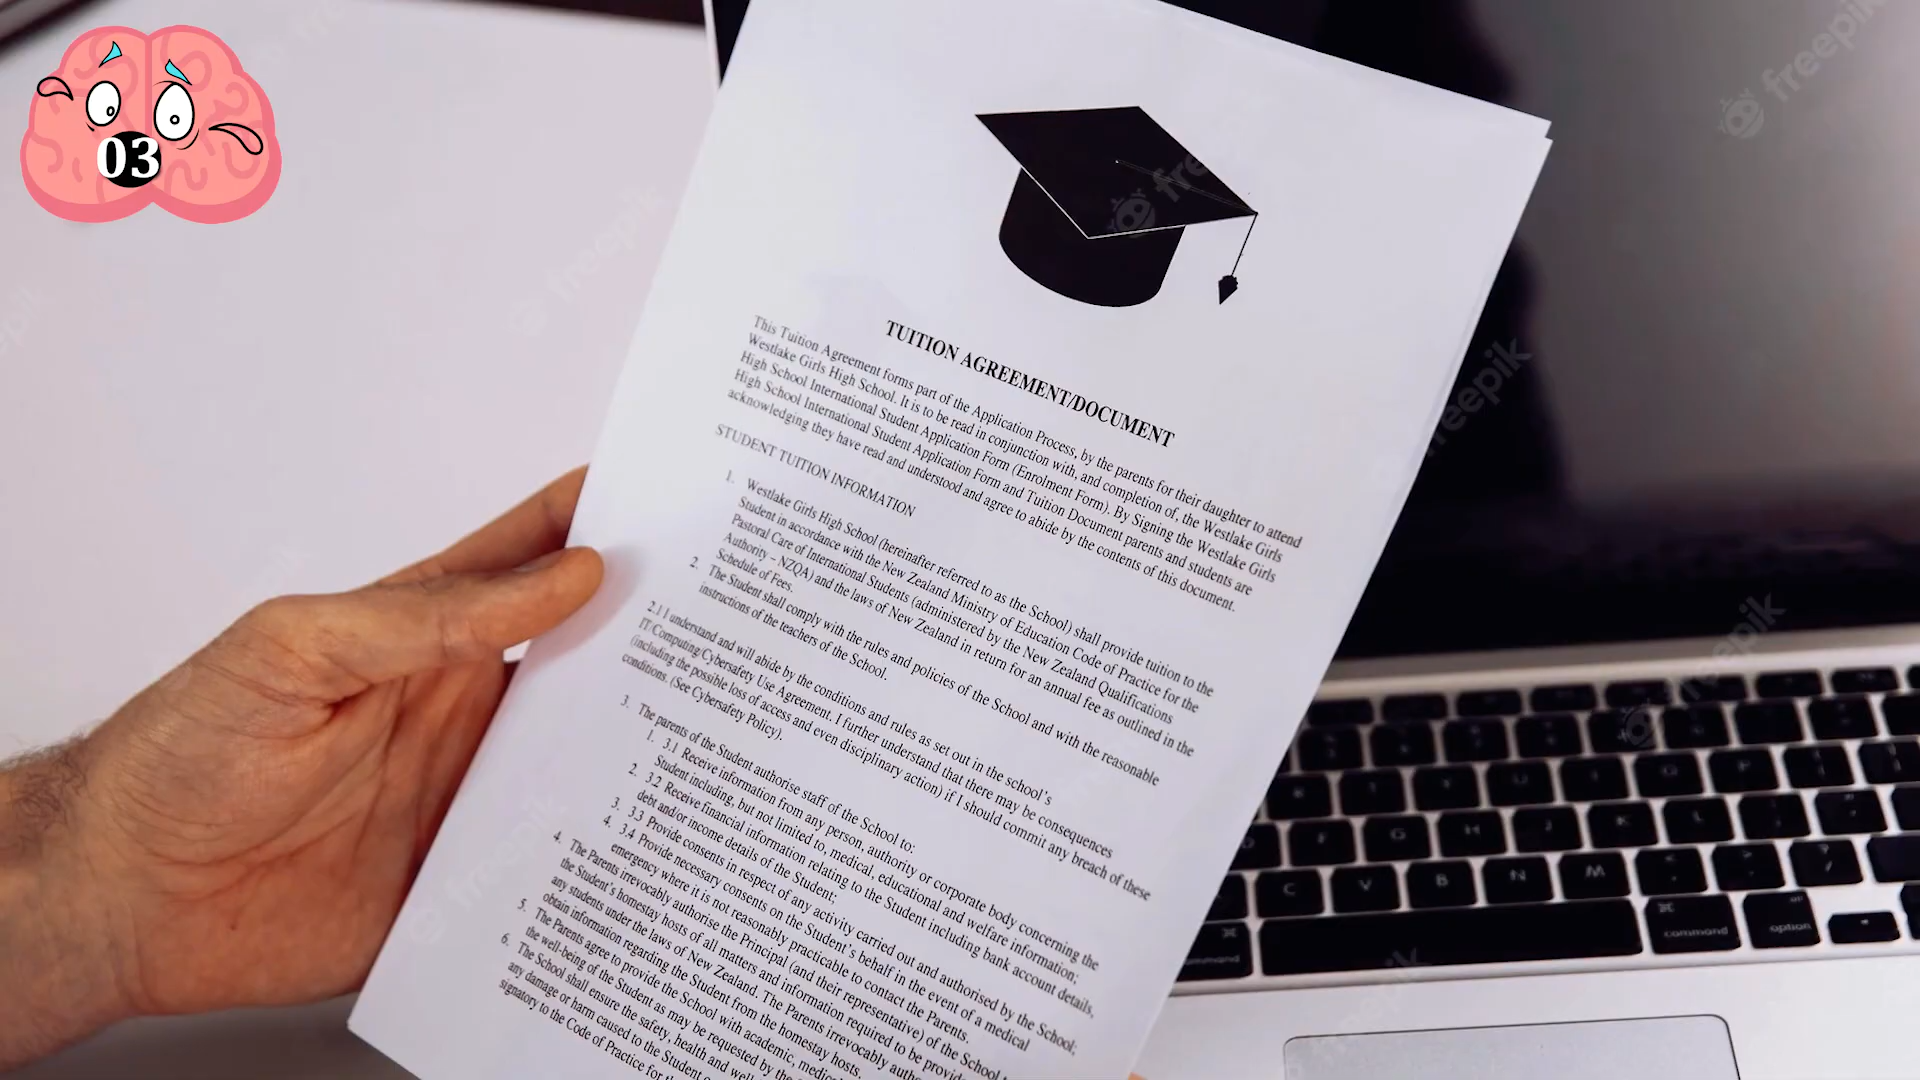 03
TUITION AGREEMENT/DOCUMENT
This Tuition Agreement forms part of the Application Process, by the parents for their daughter to attend
Westlake Girls High School. It is to be read in conjunction with, and completion of, the Westlake Girls
High School International Student Application Form (Enrolment Form). By Signing the Westlake Girls
High School International Student Application Form and Tuition Document parents and students are
acknowledging they have read and understood and agree to abide by the contents of this document.
STUDENT TUITION INFORMATION
1. Westlake Girls High School (hereinafter referred to as the School) shall provide tuition to the
Student in accordance with the New Zealand Ministry of Education Code of Practice for the
Pastoral Care of International Students (administered by the New Zealand Qualifications
Authority – NZQA) and the laws of New Zealand in return for an annual fee as outlined in the
Schedule of Fees.
2. The Student shall comply with the rules and policies of the School and with the reasonable
instructions of the teachers of the School.
2.1 I understand and will abide by the conditions and rules as set out in the school's
IT/Computing/Cybersafety Use Agreement. I further understand that there may be consequences
(including the possible loss of access and even disciplinary action) if I should commit any breach of these
conditions. (See Cybersafety Policy).
3. The parents of the Student authorise staff of the School to:
1. 3.1 Receive information from any person, authority or corporate body concerning the
Student including, but not limited to, medical, educational and welfare information;
2. 3.2 Receive financial information relating to the Student including bank account details,
debt and/or income details of the Student;
3. 3.3 Provide consents in respect of any activity carried out and authorised by the School;
4. 3.4 Provide necessary consents on the Student's behalf in the event of a medical
emergency where it is not reasonably practicable to contact the Parents.
4. The Parents irrevocably authorise the Principal (and their representative) of the School
the Student's homestay hosts of all matters and information required to be provide
any students under the laws of New Zealand. The Parents irrevocably auth
obtain information regarding the Student from the homestay hosts.
5. The Parents agree to provide the School with academic, medic
the well-being of the Student as may be requested by the
6. The School shall ensure the safety, health and well
any damage or harm caused to the Student
signatory to the Code of Practice for
freepik
freepik
freepik
freepik
freepik
freepik
F
G
H
J
K
L
C
V
B
N
M
command
option